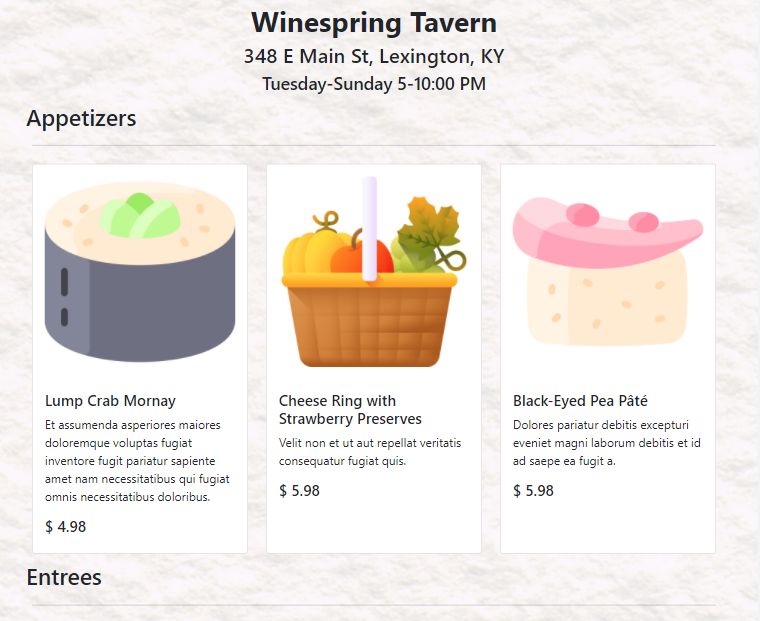 Winespring Tavern
348 E Main St, Lexington, KY
Tuesday-Sunday 5-10:00 PM
Appetizers
Lump Crab Mornay
Et assumenda asperiores maiores
doloremque voluptas fugiat
inventore fugit pariatur sapiente
amet nam necessitatibus qui fugiat
omnis necessitatibus doloribus.
$ 4.98
Cheese Ring with
Strawberry Preserves
Velit non et ut aut repellat veritatis
consequatur fugiat quis.
$ 5.98
Black-Eyed Pea Pâté
Dolores pariatur debitis excepturi
eveniet magni laborum debitis et id
ad saepe ea fugit a.
$ 5.98
Entrees